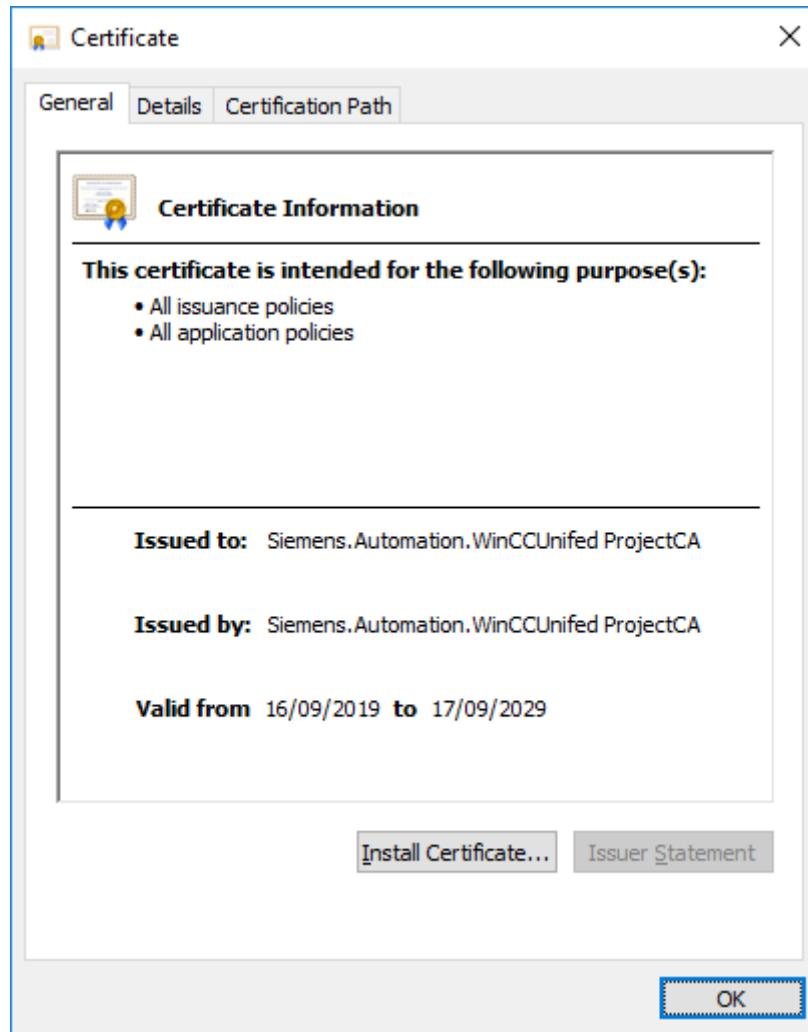 Certificate
General Details Certification Path
Certificate Information
This certificate is intended for the following purpose(s):
• All issuance policies
• All application policies
Issued to: Siemens.Automation.WinCCUnifed ProjectCA
Issued by: Siemens.Automation.WinCCUnifed ProjectCA
Valid from 16/09/2019 to 17/09/2029
Install Certificate... Issuer Statement
OK